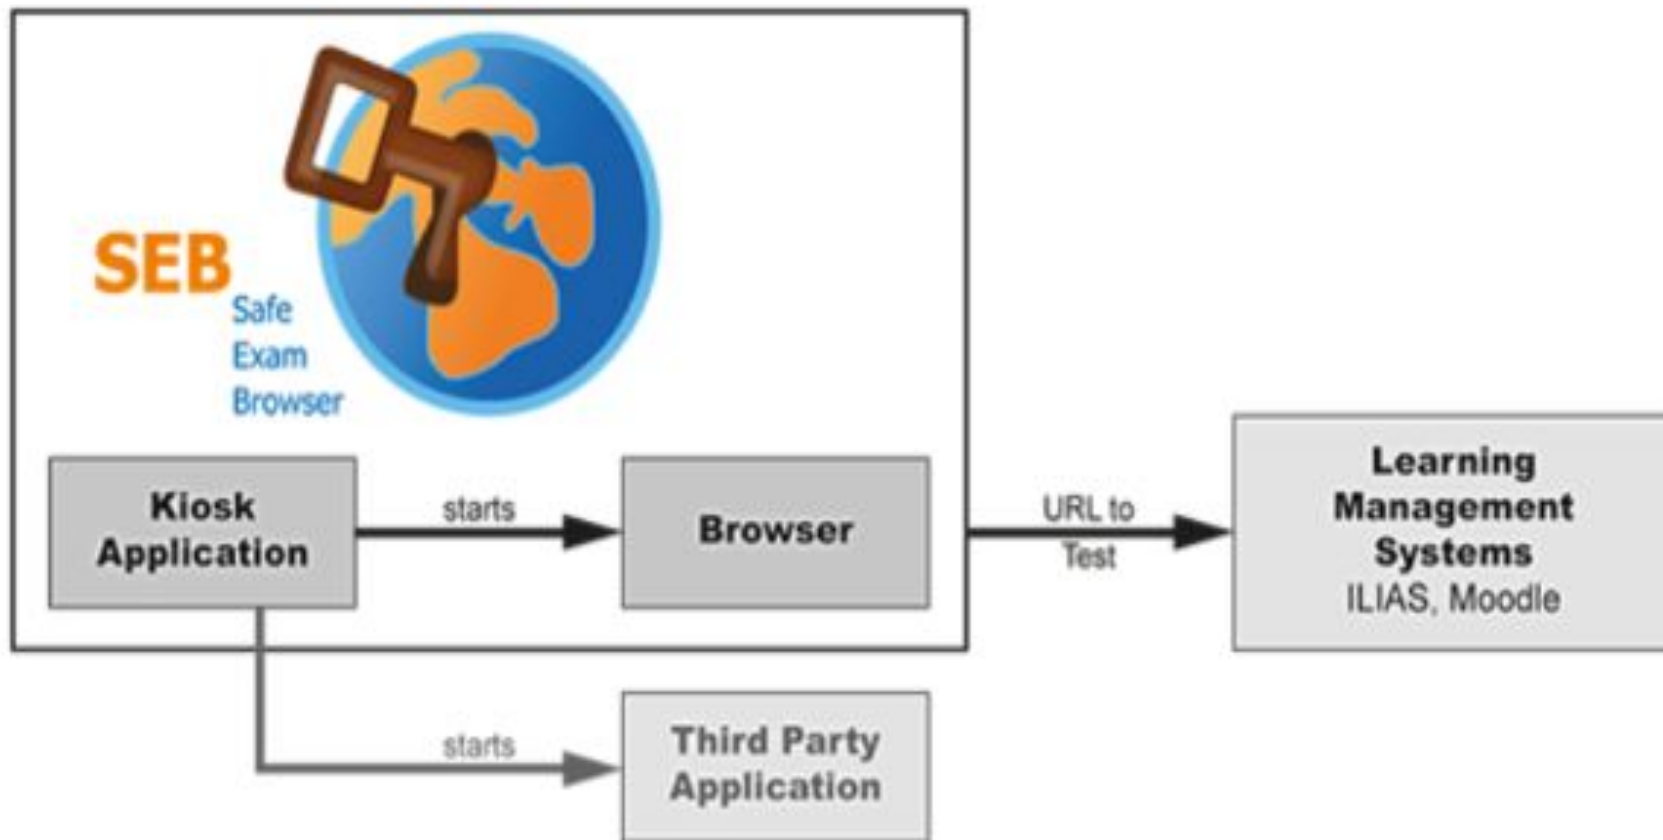 SEB
Safe
Exam
Browser
Kiosk
Application
starts
Browser
URL to
Test
Learning
Management
Systems
ILIAS, Moodle
starts
Third Party
Application